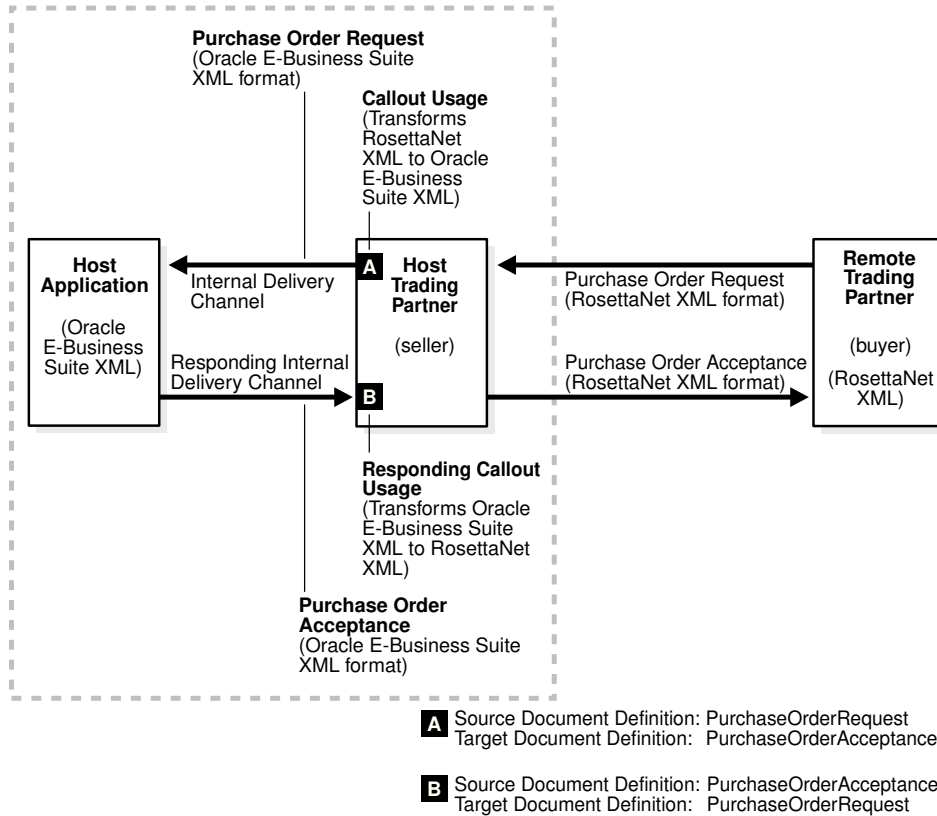 Purchase Order Request
(Oracle E-Business Suite
XML format)
Callout Usage
(Transforms
RosettaNet
XML to Oracle
E-Business
Suite XML)
Host
Application
(Oracle
E-Business
Suite XML)
Internal Delivery
Channel
Responding Internal
Delivery Channel
A
Host
Trading
Partner
(seller)
B
Purchase Order Request
(RosettaNet XML format)
Purchase Order Acceptance
(RosettaNet XML format)
Remote
Trading
Partner
(buyer)
(RosettaNet
XML)
Responding Callout
Usage
(Transforms Oracle
E-Business Suite
XML to RosettaNet
XML)
Purchase Order
Acceptance
(Oracle E-Business Suite
XML format)
A Source Document Definition: PurchaseOrderRequest
Target Document Definition: PurchaseOrderAcceptance
B Source Document Definition: PurchaseOrderAcceptance
Target Document Definition: PurchaseOrderRequest